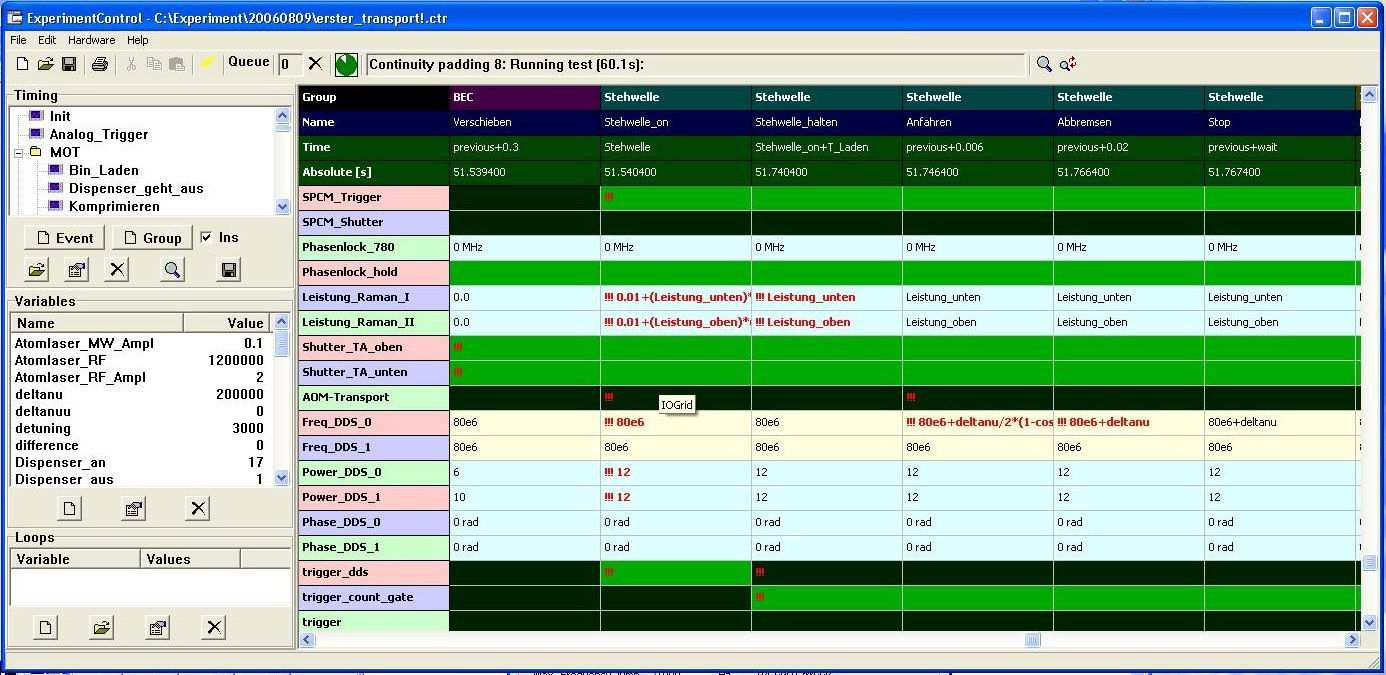 ExperimentControl - C:\Experiment\20060809\erster_transport!.ctr
File Edit Hardware Help
Queue 0 Continuity padding 8: Running test (60.1s):
Timing
Init
Analog_Trigger
MOT
Bin_Laden
Dispenser_geht_aus
Komprimieren
Event Group Ins
Variables
Name Value
Atomlaser_MW_Ampl 0.1
Atomlaser_RF 1200000
Atomlaser_RF_Ampl 2
deltanu 200000
deltanuu 0
detuning 3000
difference 0
Dispenser_an 17
Dispenser_aus 1
Loops
Variable Values
Group BEC Stehwelle Stehwelle Stehwelle Stehwelle Stehwelle
Name Verschieben Stehwelle_on Stehwelle_halten Anfahren Abbremsen Stop
Time previous+0.3 Stehwelle Stehwelle_on+T_Laden previous+0.006 previous+0.02 previous+wait
Absolute [s] 51.539400 51.540400 51.740400 51.746400 51.766400 51.767400
SPCM_Trigger !!!
SPCM_Shutter
Phasenlock_780 0 MHz 0 MHz 0 MHz 0 MHz 0 MHz 0 MHz
Phasenlock_hold
Leistung_Raman_I 0.0 !!! 0.01+(Leistung_unten)* !!! Leistung_unten Leistung_unten Leistung_unten Leistung_unten
Leistung_Raman_II 0.0 !!! 0.01+(Leistung_oben)* !!! Leistung_oben Leistung_oben Leistung_oben Leistung_oben
Shutter_TA_oben !!!
Shutter_TA_unten !!!
AOM-Transport !!! !!!
IOGrid
Freq_DDS_0 80e6 !!! 80e6 80e6 !!! 80e6+deltanu/2*(1-cos !!! 80e6+deltanu 80e6+deltanu
Freq_DDS_1 80e6 80e6 80e6 80e6 80e6 80e6
Power_DDS_0 6 !!! 12 12 12 12 12
Power_DDS_1 10 !!! 12 12 12 12 12
Phase_DDS_0 0 rad 0 rad 0 rad 0 rad 0 rad 0 rad
Phase_DDS_1 0 rad 0 rad 0 rad 0 rad 0 rad 0 rad
trigger_dds !!! !!!
trigger_count_gate !!!
trigger